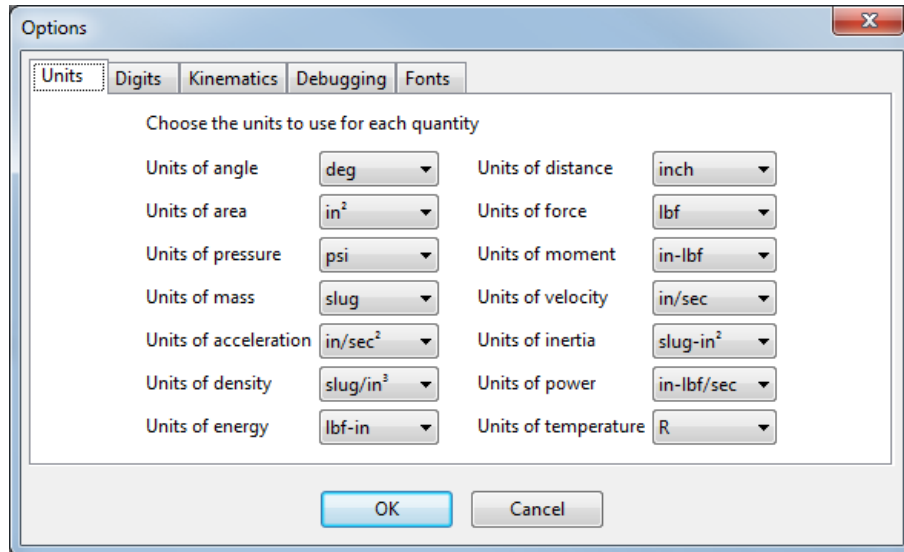 Options
Units Digits Kinematics Debugging Fonts
Choose the units to use for each quantity
Units of angle deg Units of distance inch
Units of area in² Units of force lbf
Units of pressure psi Units of moment in-lbf
Units of mass slug Units of velocity in/sec
Units of acceleration in/sec² Units of inertia slug-in²
Units of density slug/in³ Units of power in-lbf/sec
Units of energy lbf-in Units of temperature R
OK Cancel